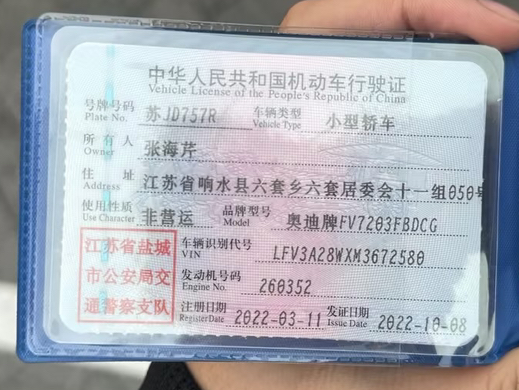 中华人民共和国机动车行驶证
Vehicle License of the People's Republic of China
号牌号码 苏JD757R 车辆类型 小型轿车
Plate No. Vehicle Type
所有人 张海芹
Owner
住址 江苏省响水县六套乡六套居委会十一组050号
Address
使用性质 非营运 品牌型号 奥迪牌FV7203FBDCG
Use Character Model
江苏省盐城
市公安局交
通警察支队
车辆识别代号 LFV3A28WXM3672580
VIN
发动机号码 260352
Engine No.
注册日期 2022-03-11 发证日期 2022-10-08
Register Date Issue Date